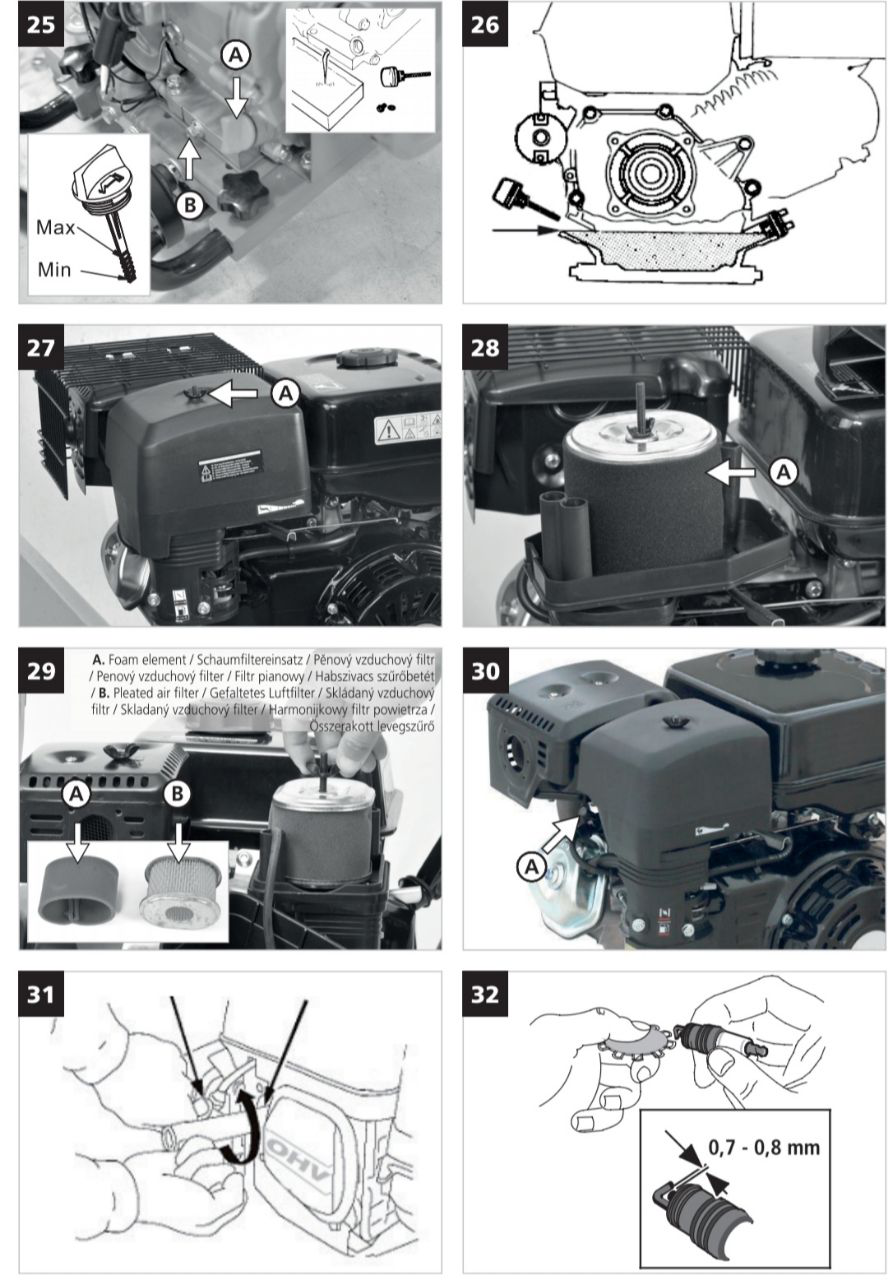 25
A
B
Max
Min
26
27
A
28
A
29
A. Foam element / Schaumfiltereinsatz / Pěnový vzduchový filtr
/ Penový vzduchový filter / Filtr pianowy / Habszivacs szűrőbetét
/ B. Pleated air filter / Gefaltetes Luftfilter / Skládaný vzduchový
filtr / Skladaný vzduchový filter / Harmonijkowy filtr powietrza /
Összerakott levegszűrő
A
B
30
A
31
OHV
32
0,7 - 0,8 mm